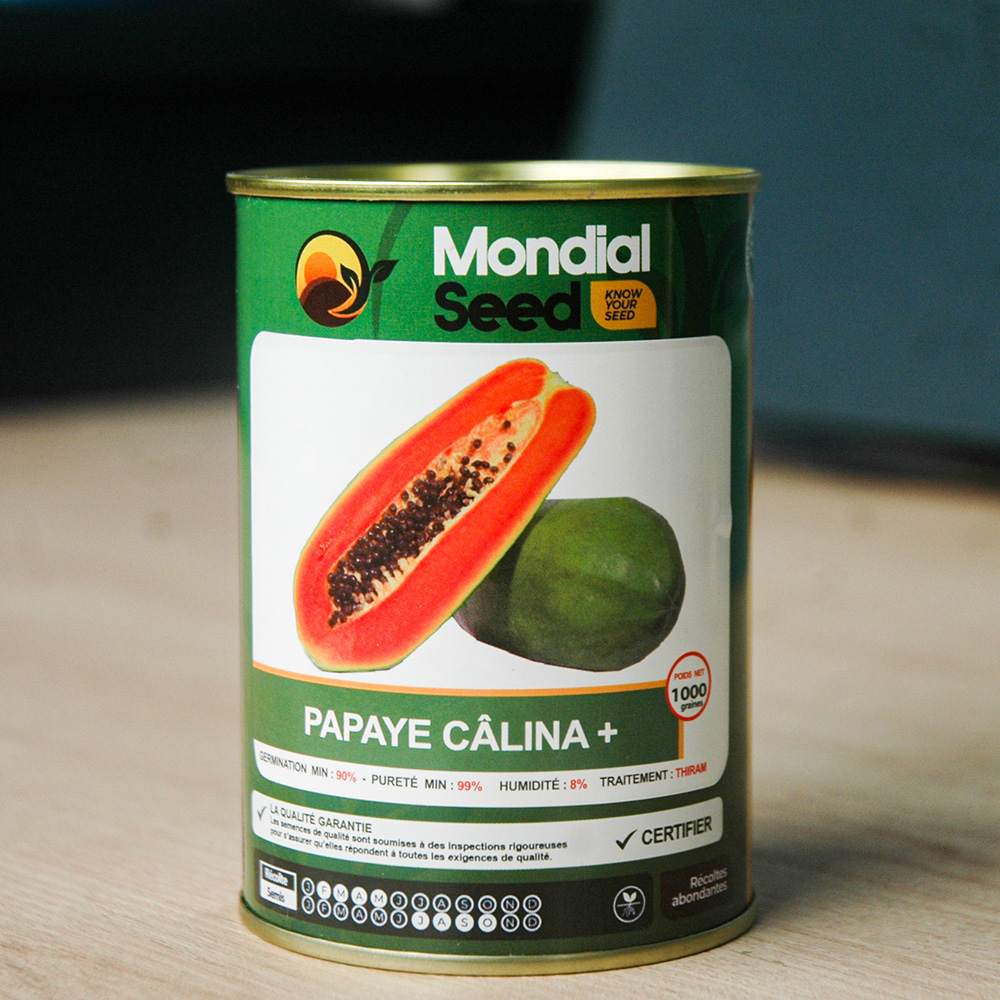 Mondial
Seed
KNOW
YOUR
SEED
POIDS NET
1000
graines
PAPAYE CÂLINA +
GERMINATION MIN : 90% - PURETÉ MIN : 99% HUMIDITÉ : 8% TRAITEMENT : THIRAM
LA QUALITÉ GARANTIE
Les semences de qualité sont soumises à des inspections rigoureuses
pour s'assurer qu'elles répondent à toutes les exigences de qualité.
CERTIFIER
Récolte
J F M A M J J A S O N D
Semis
J F M A M J J A S O N D
Récoltes
abondantes